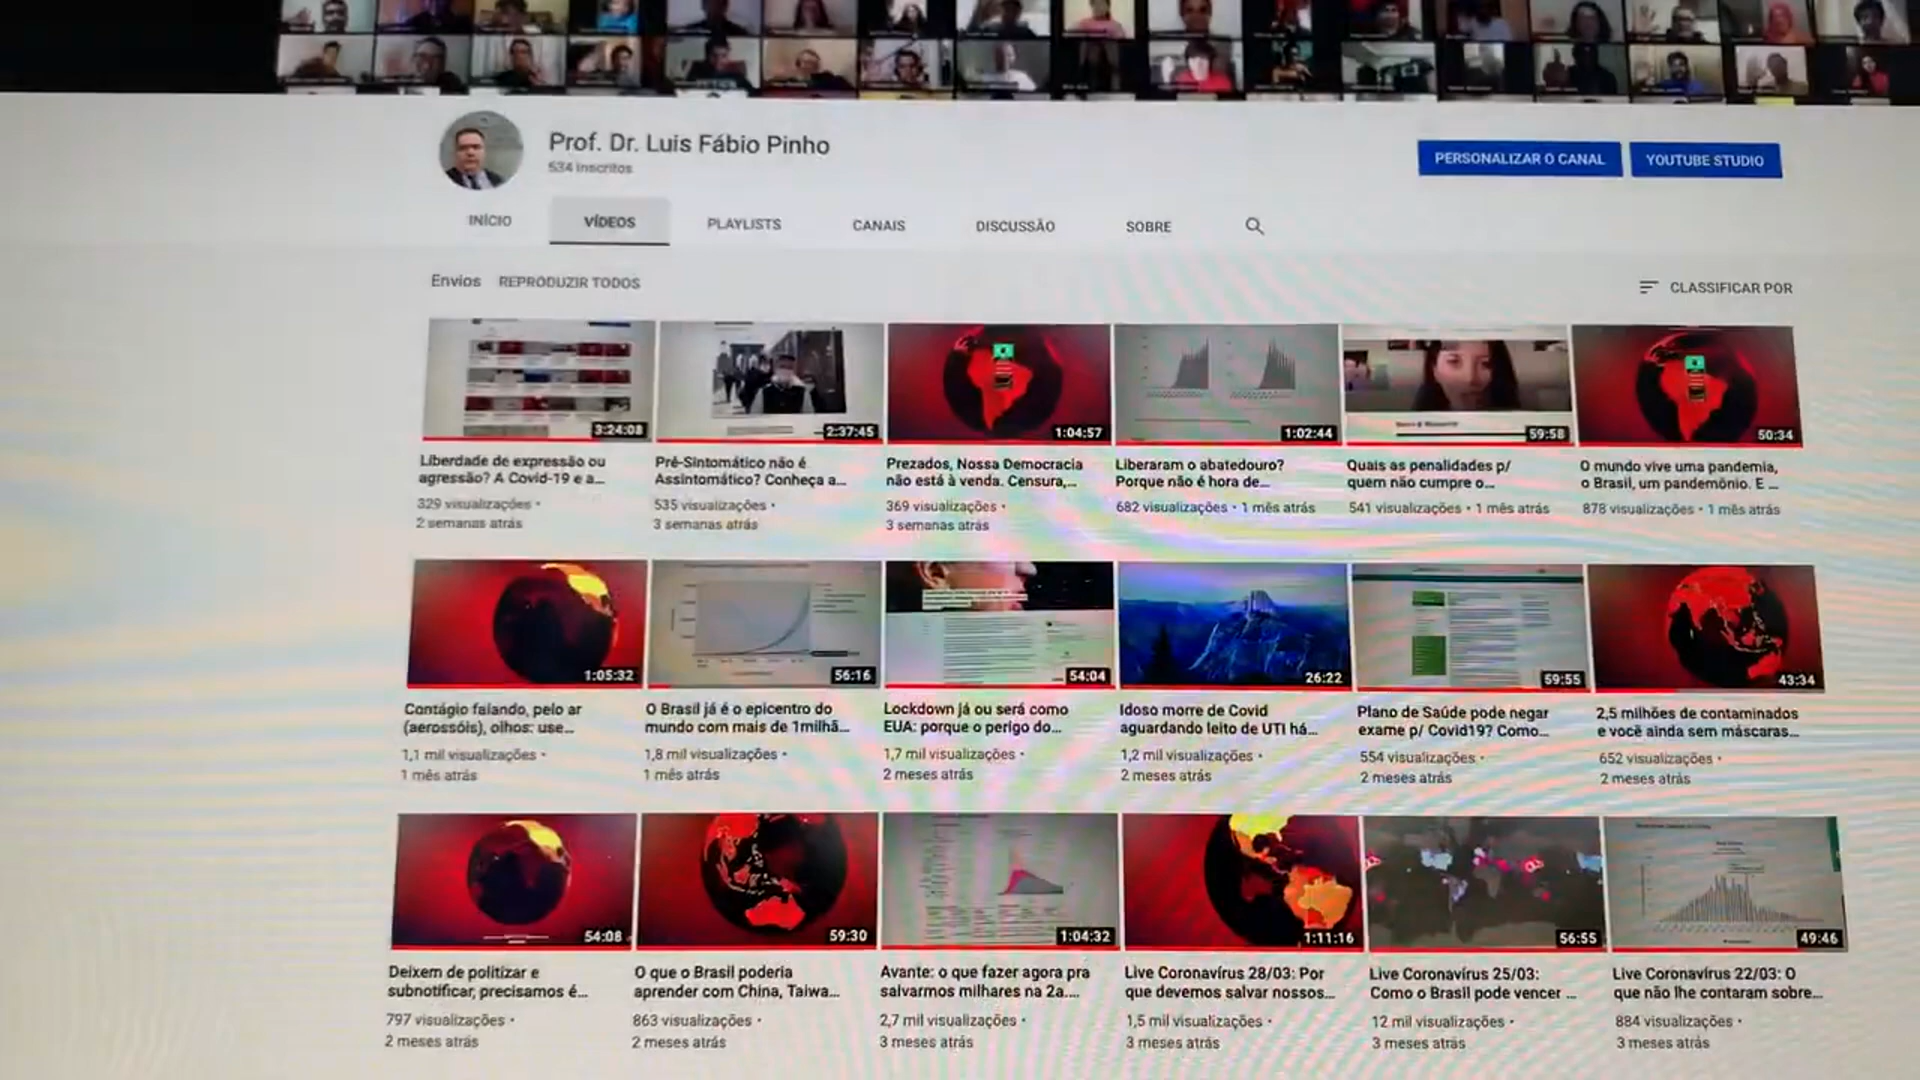 Prof. Dr. Luis Fábio Pinho
534 inscritos
PERSONALIZAR O CANAL
YOUTUBE STUDIO
INÍCIO
VÍDEOS
PLAYLISTS
CANAIS
DISCUSSÃO
SOBRE
Envios
REPRODUZIR TODOS
CLASSIFICAR POR
3:24:08
2:37:45
1:04:57
1:02:44
59:58
50:34
Liberdade de expressão ou
agressão? A Covid-19 e a...
329 visualizações •
2 semanas atrás
Pré-Sintomático não é
Assintomático? Conheça a...
535 visualizações •
3 semanas atrás
Prezados, Nossa Democracia
não está à venda. Censura,...
369 visualizações •
3 semanas atrás
Liberaram o abatedouro?
Porque não é hora de...
682 visualizações • 1 mês atrás
Quais as penalidades p/
quem não cumpre o...
541 visualizações • 1 mês atrás
O mundo vive uma pandemia,
o Brasil, um pandemônio. E ...
878 visualizações • 1 mês atrás
1:05:32
56:16
54:04
26:22
59:55
43:34
Contágio falando, pelo ar
(aerossóis), olhos: use...
1,1 mil visualizações •
1 mês atrás
O Brasil já é o epicentro do
mundo com mais de 1milhã...
1,8 mil visualizações •
1 mês atrás
Lockdown já ou será como
EUA: porque o perigo do...
1,7 mil visualizações •
2 meses atrás
Idoso morre de Covid
aguardando leito de UTI há...
1,2 mil visualizações •
2 meses atrás
Plano de Saúde pode negar
exame p/ Covid19? Como...
554 visualizações •
2 meses atrás
2,5 milhões de contaminados
e você ainda sem máscaras...
652 visualizações •
2 meses atrás
54:08
59:30
1:04:32
1:11:16
56:55
49:46
Deixem de politizar e
subnotificar, precisamos é...
797 visualizações •
2 meses atrás
O que o Brasil poderia
aprender com China, Taiwa...
863 visualizações •
2 meses atrás
Avante: o que fazer agora pra
salvarmos milhares na 2a....
2,7 mil visualizações •
3 meses atrás
Live Coronavírus 28/03: Por
que devemos salvar nossos...
1,5 mil visualizações •
3 meses atrás
Live Coronavírus 25/03:
Como o Brasil pode vencer ...
12 mil visualizações •
3 meses atrás
Live Coronavírus 22/03: O
que não lhe contaram sobre...
884 visualizações •
3 meses atrás